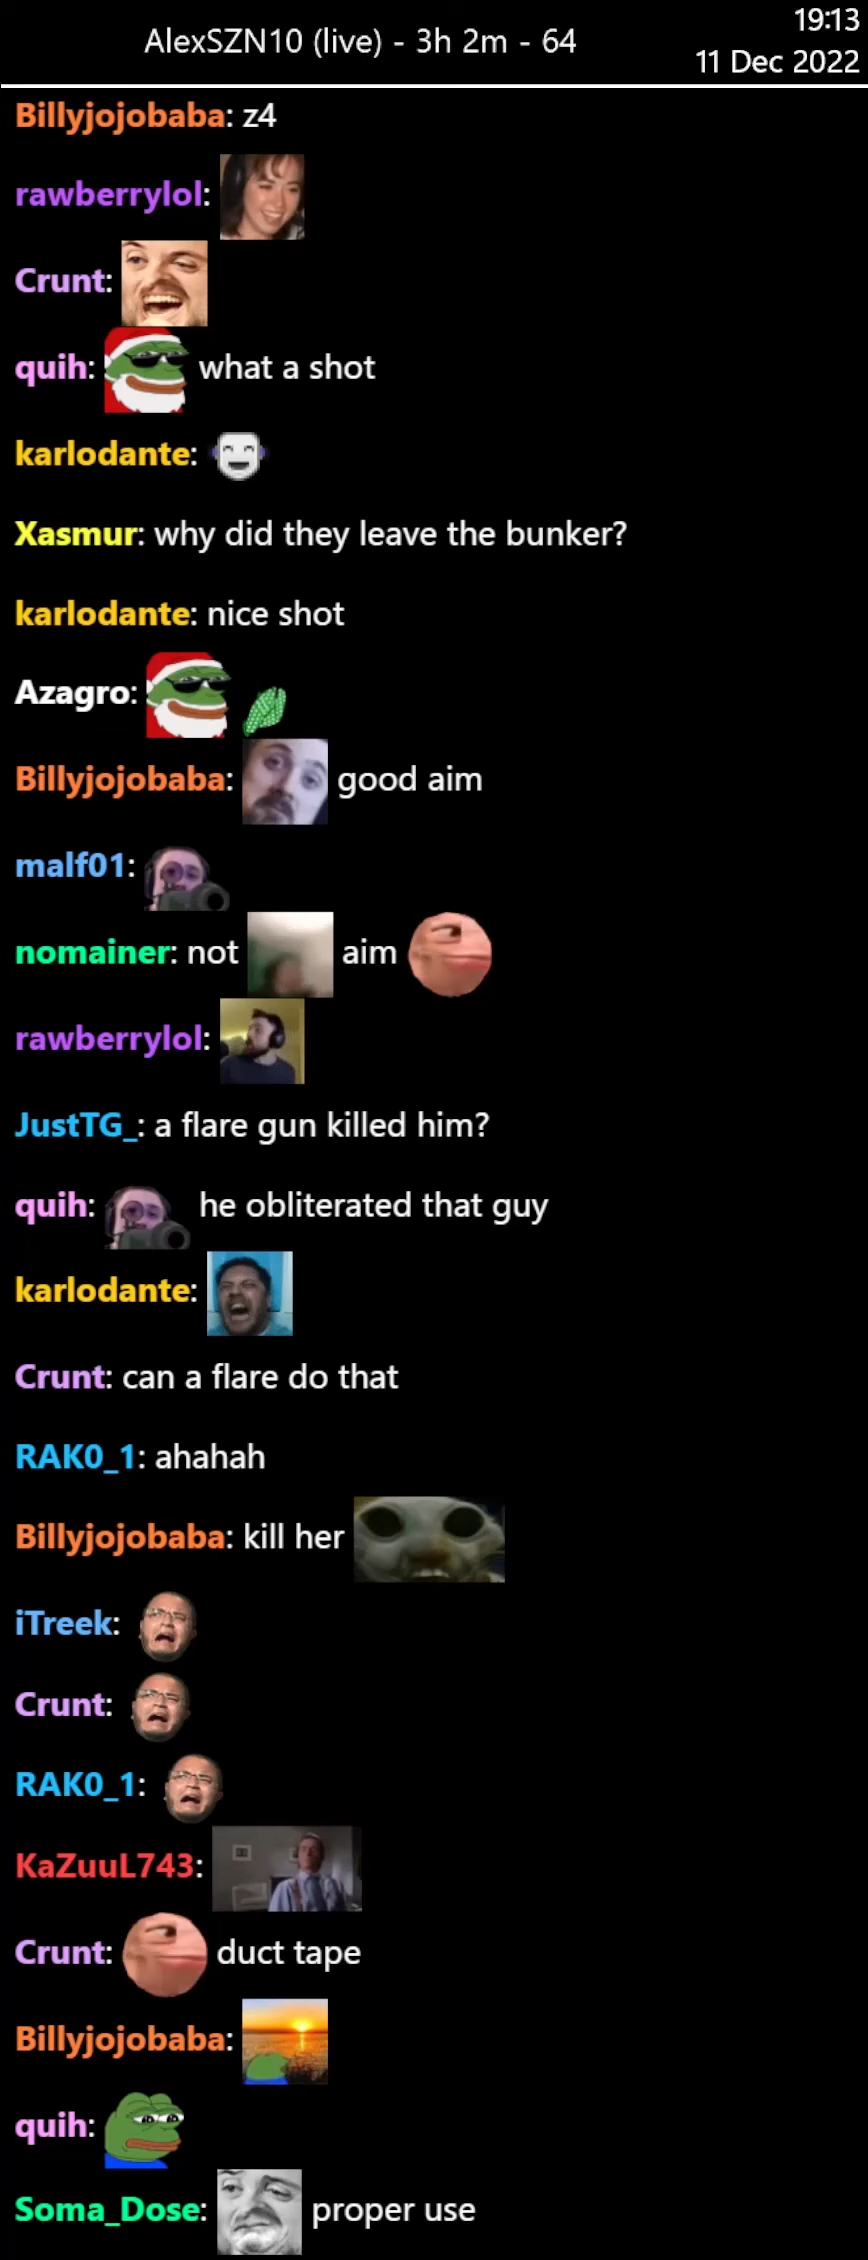 19:13
AlexSZN10 (live) - 3h 2m - 64
11 Dec 2022
Billyjojobaba: z4
rawberrylol:
Crunt:
quih: what a shot
karlodante:
Xasmur: why did they leave the bunker?
karlodante: nice shot
Azagro:
Billyjojobaba: good aim
malf01:
nomainer: not aim
rawberrylol:
JustTG_: a flare gun killed him?
quih: he obliterated that guy
karlodante:
Crunt: can a flare do that
RAK0_1: ahahah
Billyjojobaba: kill her
iTreek:
Crunt:
RAK0_1:
KaZuuL743:
Crunt: duct tape
Billyjojobaba:
quih:
Soma_Dose: proper use